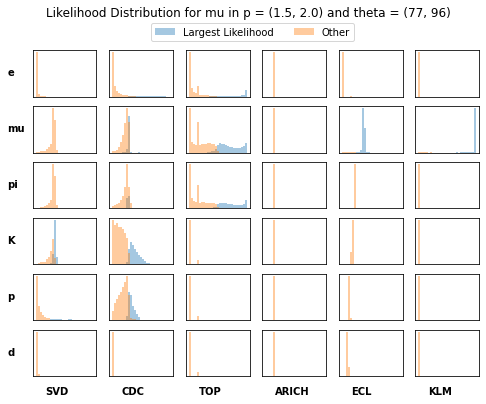 Likelihood Distribution for mu in p = (1.5, 2.0) and theta = (77, 96)
Largest Likelihood Other
e
mu
pi
K
p
d
SVD CDC TOP ARICH ECL KLM